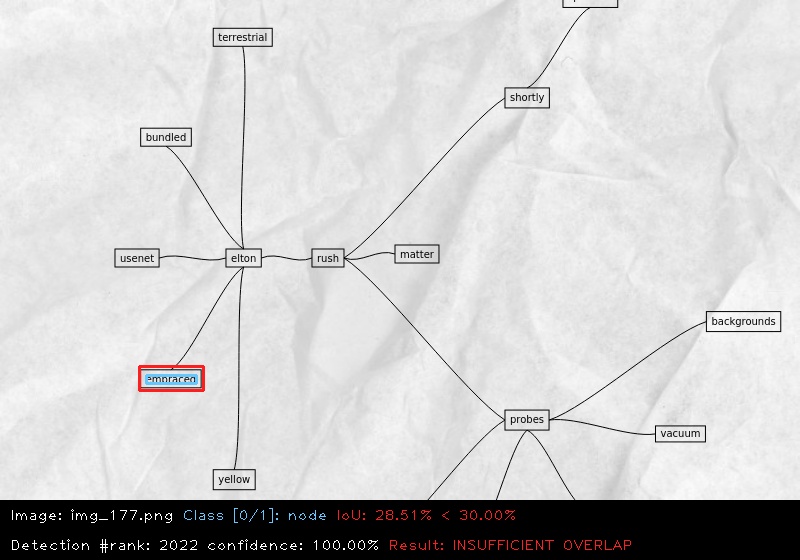 terrestrial
shortly
bundled
usenet
elton
rush
matter
backgrounds
embraced
probes
vacuum
yellow
Image: img_177.png Class [0/1]: node IoU: 28.51% < 30.00%
Detection #rank: 2022 confidence: 100.00% Result: INSUFFICIENT OVERLAP